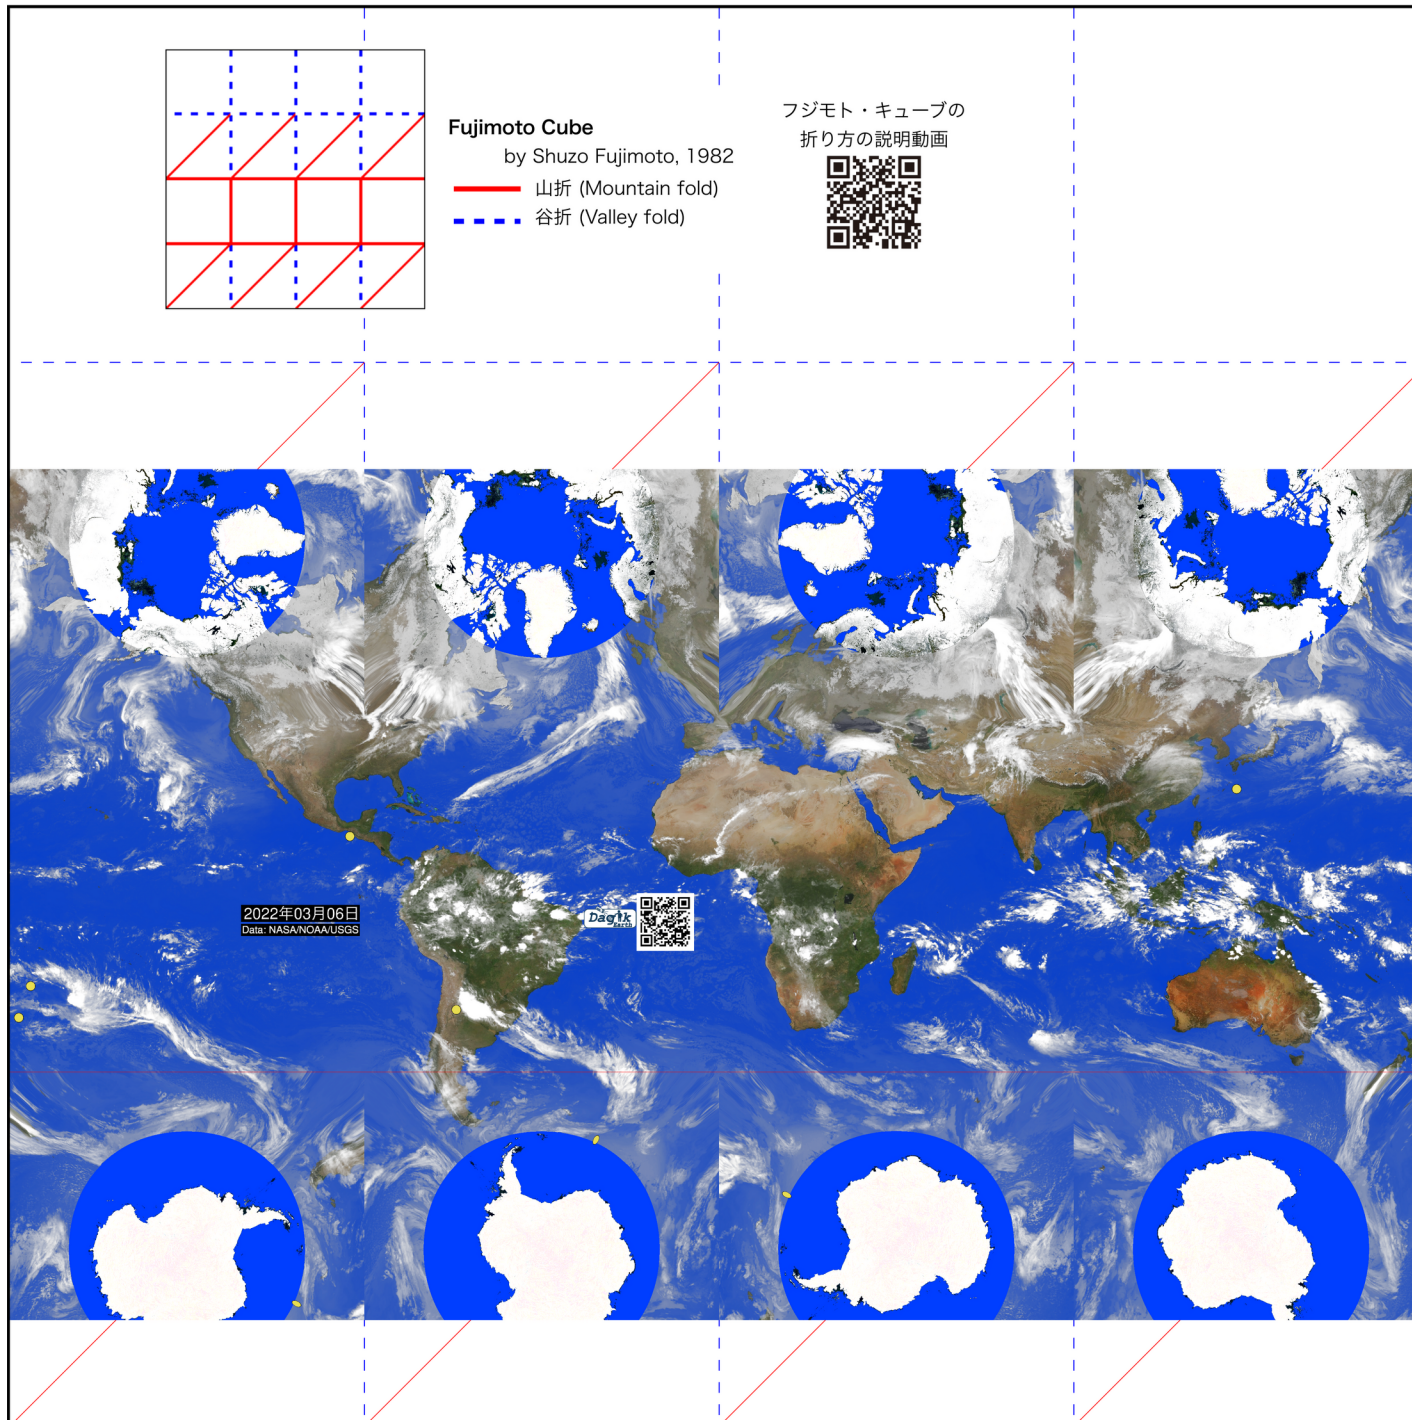 Fujimoto Cube
by Shuzo Fujimoto, 1982
山折 (Mountain fold)
谷折 (Valley fold)
フジモト・キューブの
折り方の説明動画
2022年03月06日
Data: NASA/NOAA/USGS
Dagik
Earth